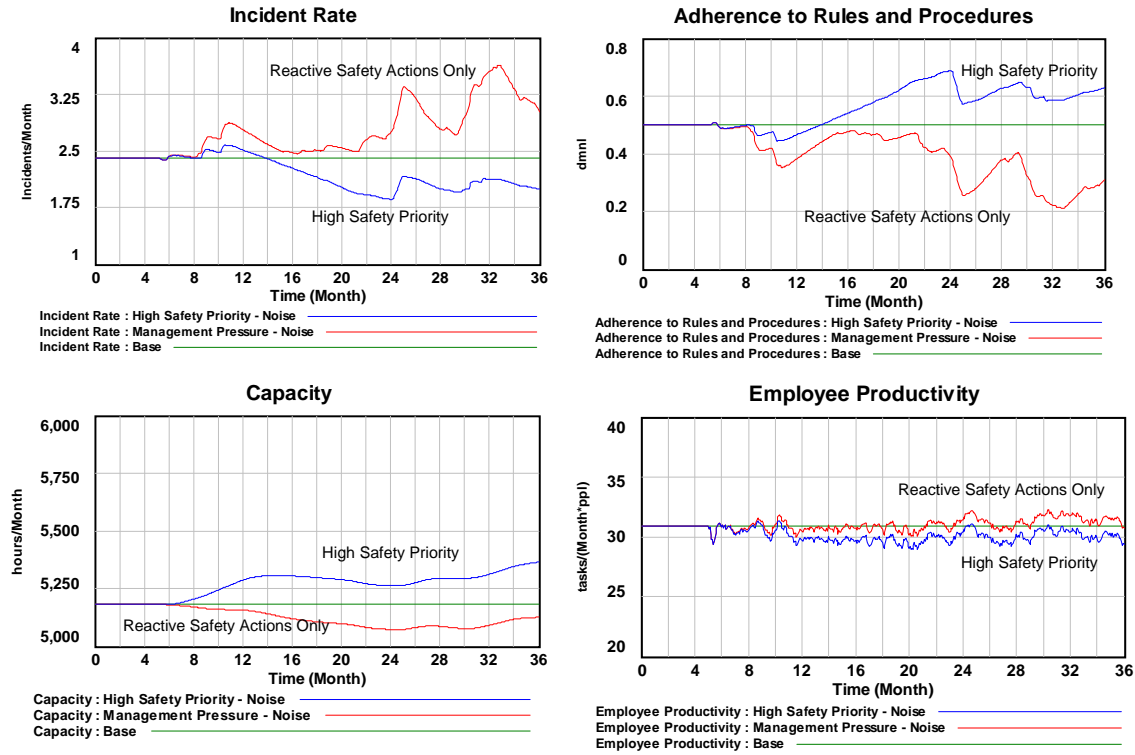 Incident Rate
4
3.25
2.5
1.75
1
Incidents/Month
Reactive Safety Actions Only
High Safety Priority
0 4 8 12 16 20 24 28 32 36
Time (Month)
Incident Rate : High Safety Priority - Noise
Incident Rate : Management Pressure - Noise
Incident Rate : Base
Adherence to Rules and Procedures
0.8
0.6
0.4
0.2
0
dmnl
High Safety Priority
Reactive Safety Actions Only
0 4 8 12 16 20 24 28 32 36
Time (Month)
Adherence to Rules and Procedures : High Safety Priority - Noise
Adherence to Rules and Procedures : Management Pressure - Noise
Adherence to Rules and Procedures : Base
Capacity
6,000
5,750
5,500
5,250
5,000
hours/Month
High Safety Priority
Reactive Safety Actions Only
0 4 8 12 16 20 24 28 32 36
Time (Month)
Capacity : High Safety Priority - Noise
Capacity : Management Pressure - Noise
Capacity : Base
Employee Productivity
40
35
30
25
20
tasks/(Month*ppl)
Reactive Safety Actions Only
High Safety Priority
0 4 8 12 16 20 24 28 32 36
Time (Month)
Employee Productivity : High Safety Priority - Noise
Employee Productivity : Management Pressure - Noise
Employee Productivity : Base